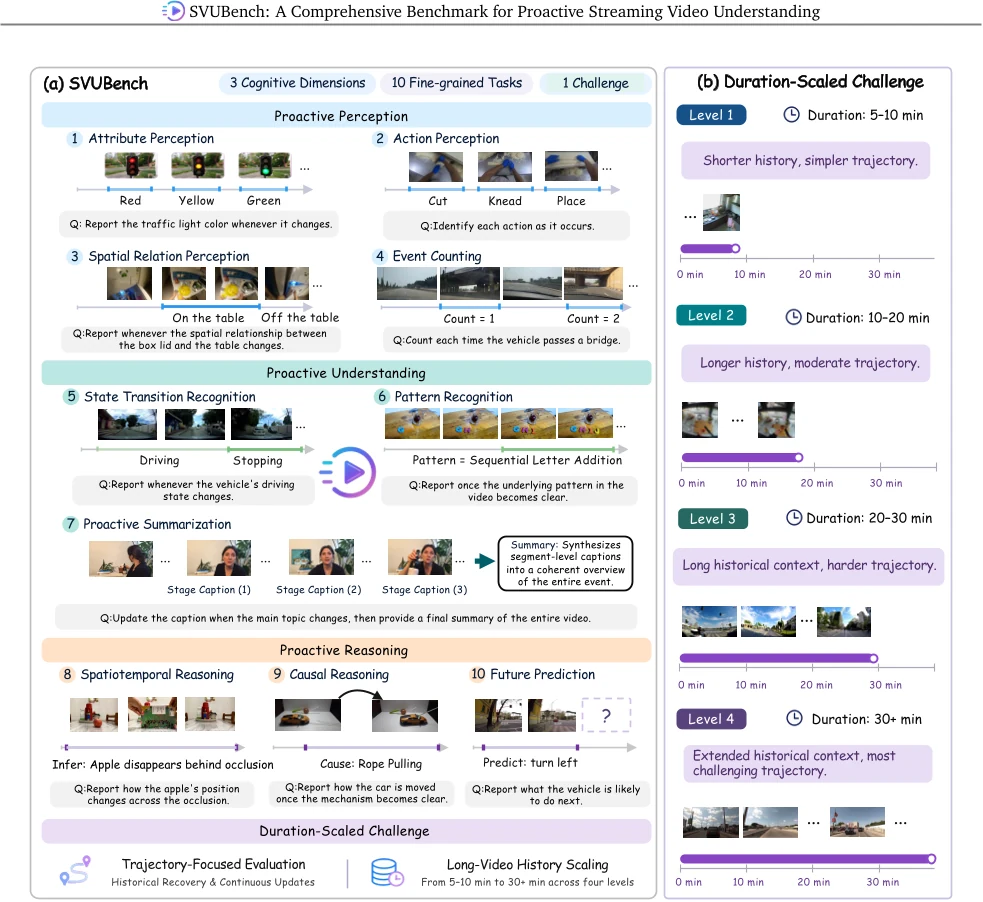 SVUBench: A Comprehensive Benchmark for Proactive Streaming Video Understanding
(a) SVUBench
3 Cognitive Dimensions
10 Fine-grained Tasks
1 Challenge
Proactive Perception
1 Attribute Perception
...
Red Yellow Green
Q: Report the traffic light color whenever it changes.
2 Action Perception
...
Cut Knead Place
Q:Identify each action as it occurs.
3 Spatial Relation Perception
...
On the table Off the table
Q:Report whenever the spatial relationship between
the box lid and the table changes.
4 Event Counting
...
Count = 1 Count = 2
Q:Count each time the vehicle passes a bridge.
Proactive Understanding
5 State Transition Recognition
...
Driving Stopping
Q:Report whenever the vehicle's driving
state changes.
6 Pattern Recognition
...
Pattern = Sequential Letter Addition
Q:Report once the underlying pattern in the
video becomes clear.
7 Proactive Summarization
... ... ... ...
Stage Caption (1) Stage Caption (2) Stage Caption (3)
Summary: Synthesizes
segment-level captions
into a coherent overview
of the entire event.
Q:Update the caption when the main topic changes, then provide a final summary of the entire video.
Proactive Reasoning
8 Spatiotemporal Reasoning
Infer: Apple disappears behind occlusion
Q:Report how the apple's position
changes across the occlusion.
9 Causal Reasoning
Cause: Rope Pulling
Q:Report how the car is moved
once the mechanism becomes clear.
10 Future Prediction
?
Predict: turn left
Q:Report what the vehicle is likely
to do next.
Duration-Scaled Challenge
Trajectory-Focused Evaluation
Historical Recovery & Continuous Updates
Long-Video History Scaling
From 5–10 min to 30+ min across four levels
(b) Duration-Scaled Challenge
Level 1 Duration: 5–10 min
Shorter history, simpler trajectory.
...
0 min 10 min 20 min 30 min
Level 2 Duration: 10–20 min
Longer history, moderate trajectory.
...
0 min 10 min 20 min 30 min
Level 3 Duration: 20–30 min
Long historical context, harder trajectory.
...
0 min 10 min 20 min 30 min
Level 4 Duration: 30+ min
Extended historical context, most
challenging trajectory.
... ...
0 min 10 min 20 min 30 min